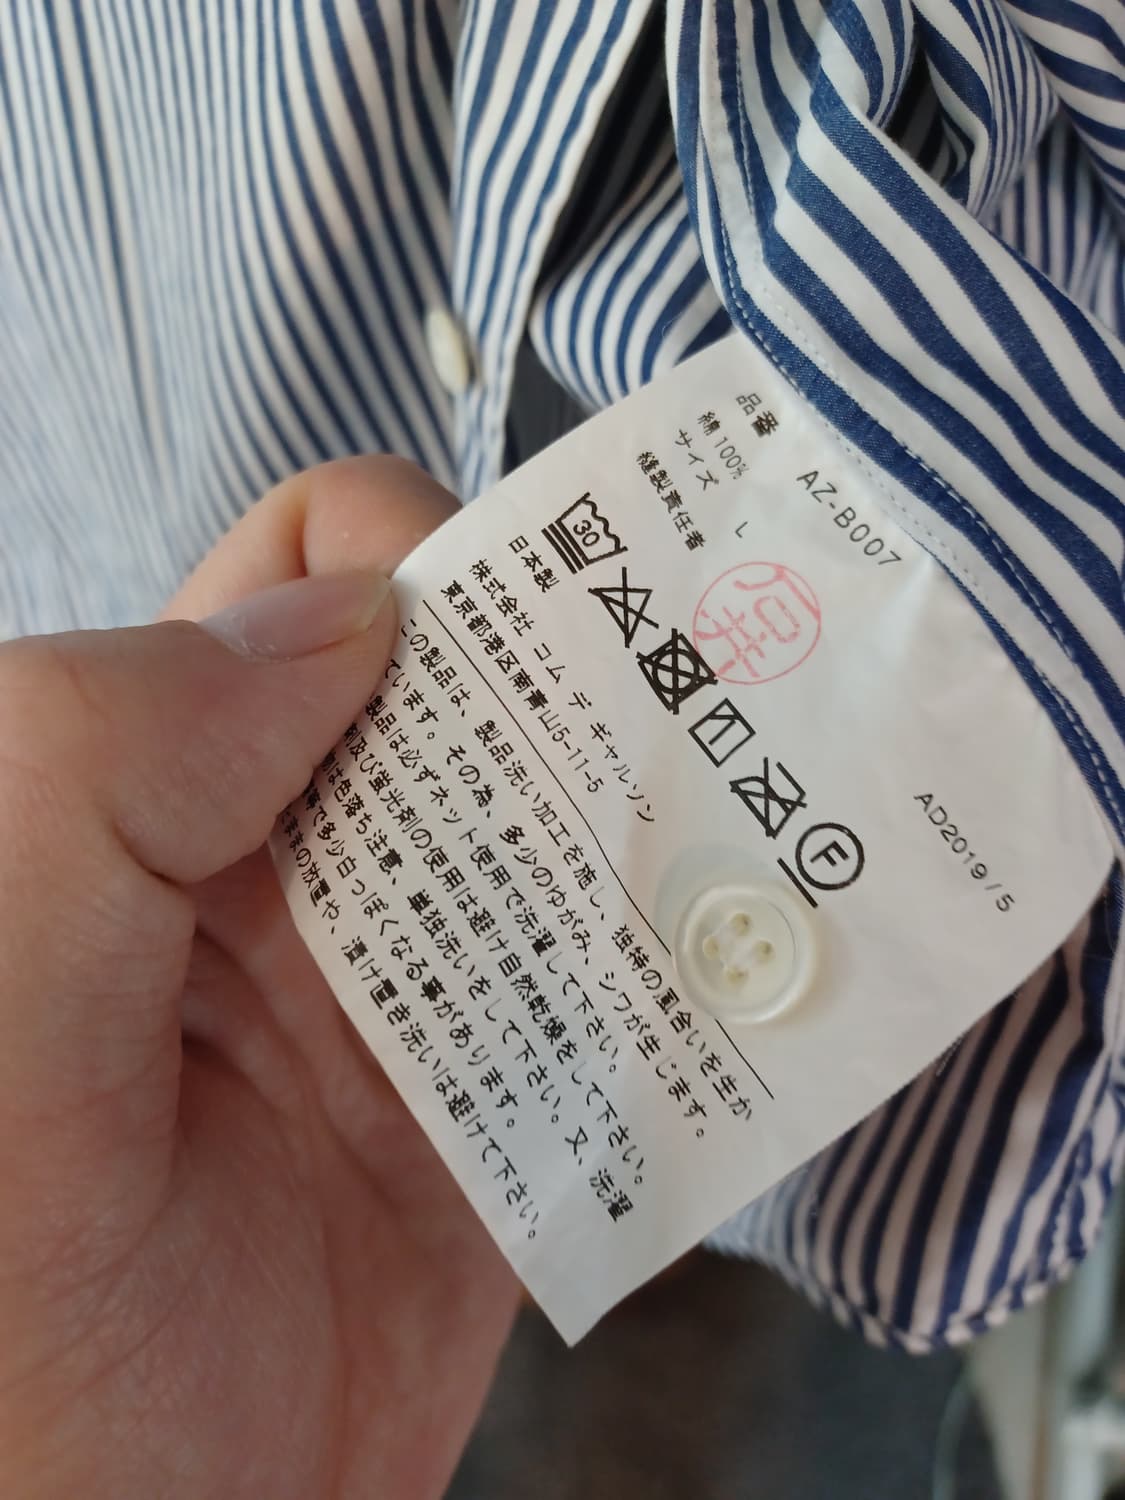 品番 AZ-B007
綿 100%
サイズ L
縫製責任者
30
F
日本製
株式会社 コム デ ギャルソン
東京都港区南青山5-11-5
AD2019/5
この製品は、製品洗い加工を施し、独特の風合いを生か
ています。その為、多少のゆがみ、シワが生じます。
製品は必ずネット使用で洗濯して下さい。
剤及び蛍光剤の使用は避け自然乾燥をして下さい。
物は色落ち注意、単独洗いをして下さい。又、洗濯
等で多少白っぽくなる事があります。
ままの放置や、漬け置き洗いは避けて下さい。